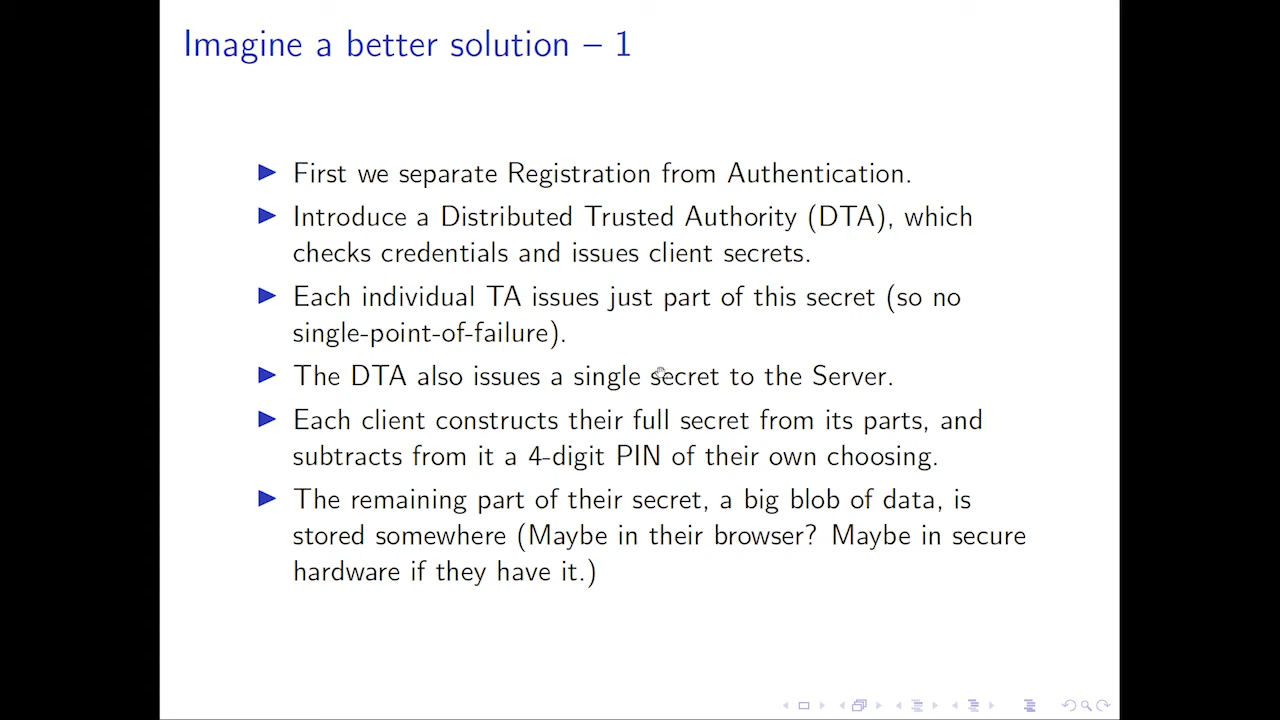 Imagine a better solution – 1
First we separate Registration from Authentication.
Introduce a Distributed Trusted Authority (DTA), which
checks credentials and issues client secrets.
Each individual TA issues just part of this secret (so no
single-point-of-failure).
The DTA also issues a single secret to the Server.
Each client constructs their full secret from its parts, and
subtracts from it a 4-digit PIN of their own choosing.
The remaining part of their secret, a big blob of data, is
stored somewhere (Maybe in their browser? Maybe in secure
hardware if they have it.)